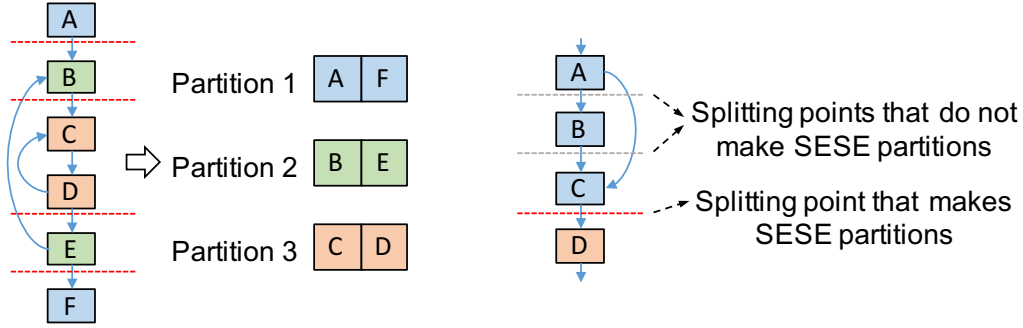 A
B
C
D
E
F
Partition 1
A F
Partition 2
B E
Partition 3
C D
A
B
C
D
Splitting points that do not
make SESE partitions
Splitting point that makes
SESE partitions